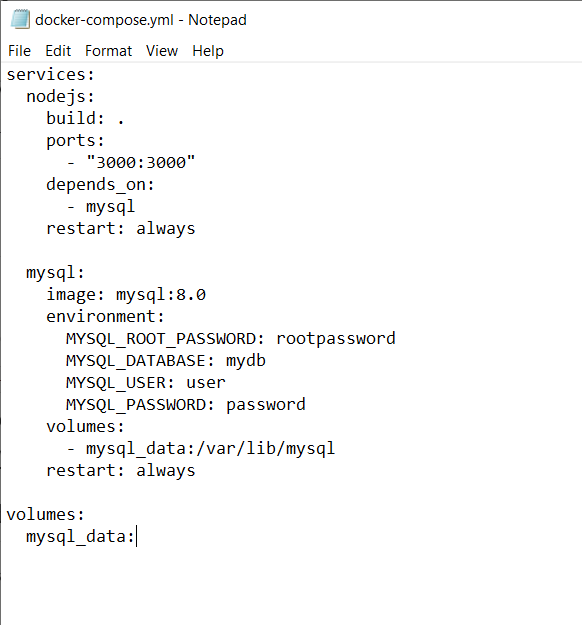 docker-compose.yml - Notepad
File Edit Format View Help
services:
  nodejs:
    build: .
    ports:
      - "3000:3000"
    depends_on:
      - mysql
    restart: always

  mysql:
    image: mysql:8.0
    environment:
      MYSQL_ROOT_PASSWORD: rootpassword
      MYSQL_DATABASE: mydb
      MYSQL_USER: user
      MYSQL_PASSWORD: password
    volumes:
      - mysql_data:/var/lib/mysql
    restart: always

volumes:
  mysql_data: